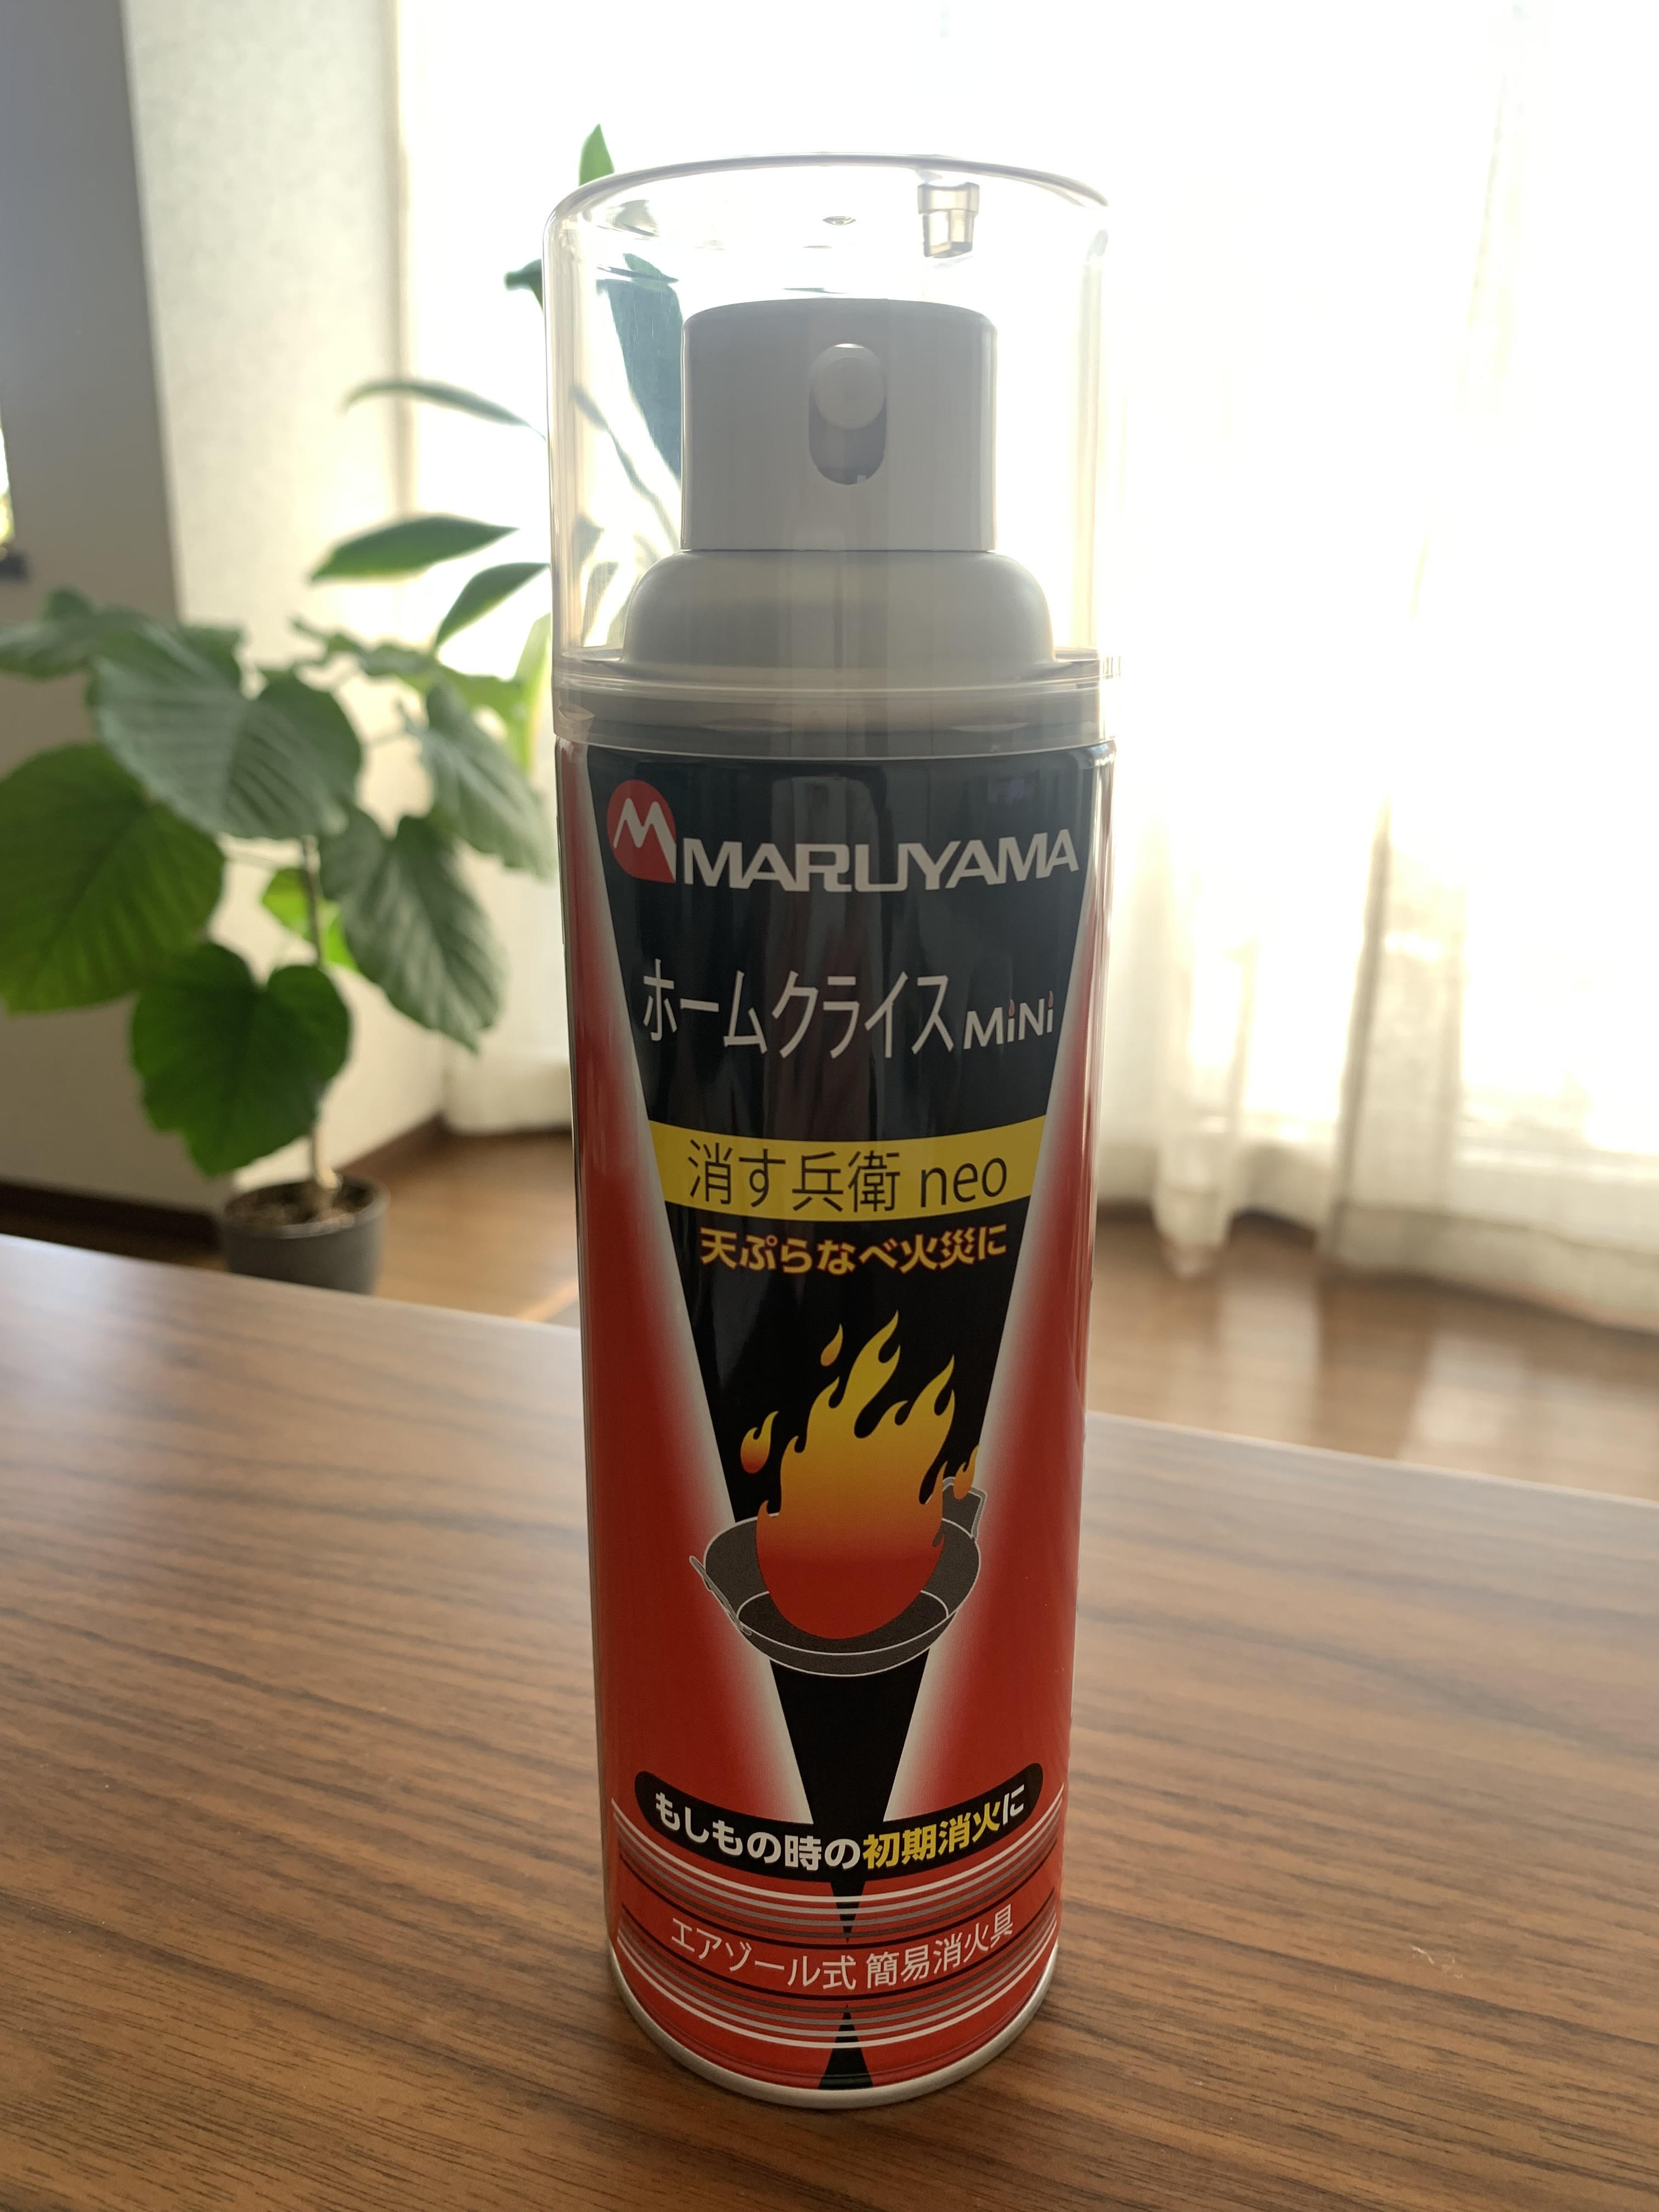 MARUYAMA
ホームクライスMiNi
消す兵衛 neo
天ぷらなべ火災に
もしもの時の初期消火に
エアゾール式 簡易消火具